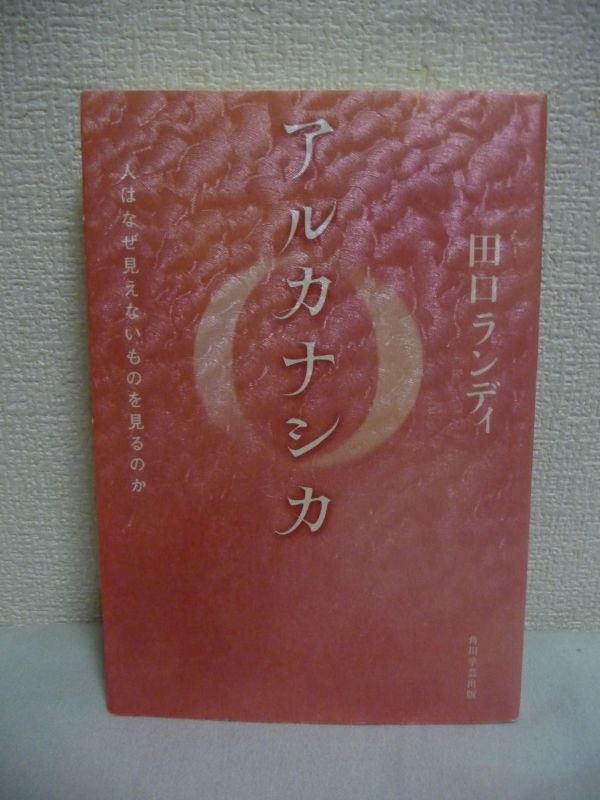 田口ランディ
アルカナシカ
人はなぜ見えないものを見るのか
角川学芸出版